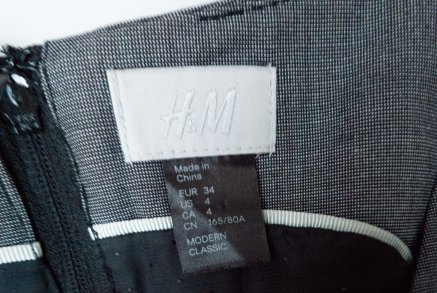 H&M
Made in
China
EUR 34
US 4
CA 4
CN 165/80A
MODERN
CLASSIC